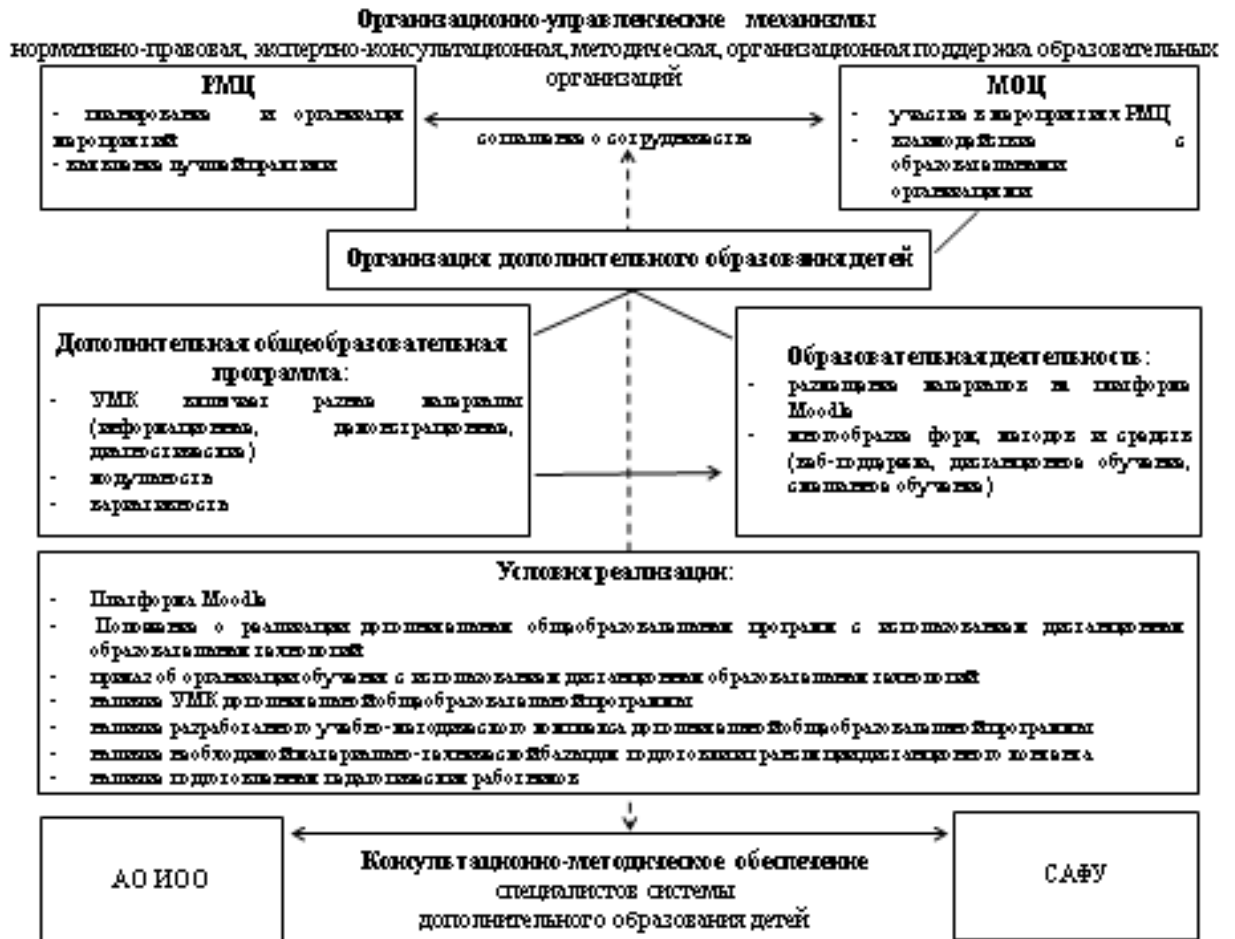 Организационно-управленческие механизмы
нормативно-правовая, экспертно-консультационная, методическая, организационная поддержка образовательных
организаций
РМЦ
- планирование и организация
мероприятий
- выявление лучшей практики
соглашение о сотрудничестве
МОЦ
- участие в мероприятиях РМЦ
- взаимодействие с
образовательными
организациями
Организация дополнительного образования детей
Дополнительная общеобразовательная
программа:
- УМК включает разные материалы
(информационные, демонстрационные,
диагностические)
- модульность
- вариативность
Образовательная деятельность:
- размещение материалов на платформе
Moodle
- многообразие форм, методов и средств
(веб-поддержка, дистанционное обучение,
смешанное обучение)
Условия реализации:
- Платформа Moodle
- Положение о реализации дополнительных общеобразовательных программ с использованием дистанционных
образовательных технологий
- приказ об организации обучения с использованием дистанционных образовательных технологий
- наличие УМК дополнительной общеобразовательной программы
- наличие разработанного учебно-методического комплекса дополнительной общеобразовательной программы
- наличие необходимой материально-технической базы для подготовки и трансляции дистанционного контента
- наличие подготовленных педагогических работников
АО ИОО
Консультационно-методическое обеспечение
специалистов системы
дополнительного образования детей
САФУ